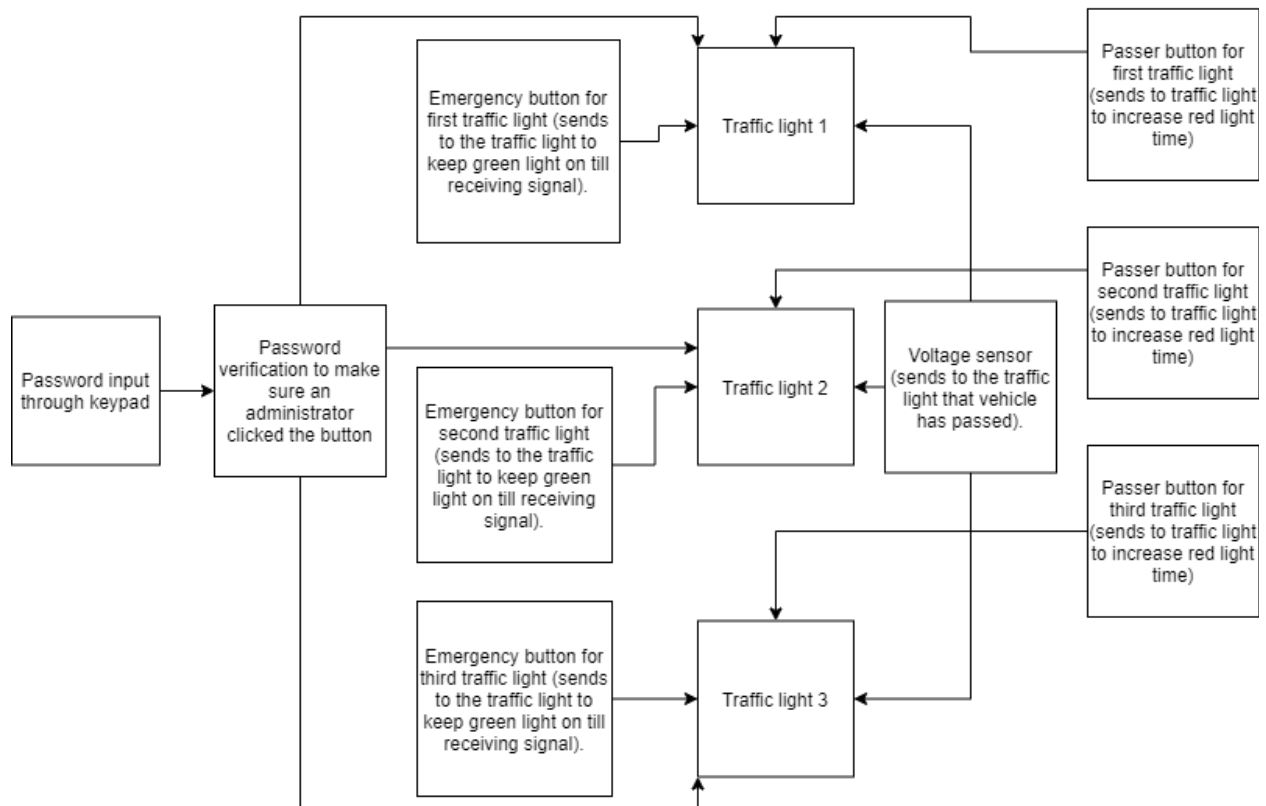 Password input
through keypad
Password
verification to make
sure an
administrator
clicked the button
Emergency button for
first traffic light (sends
to the traffic light to
keep green light on till
receiving signal).
Traffic light 1
Passer button for
first traffic light
(sends to traffic light
to increase red light
time)
Emergency button for
second traffic light
(sends to the traffic
light to keep green
light on till receiving
signal).
Traffic light 2
Voltage sensor
(sends to the traffic
light that vehicle
has passed).
Passer button for
second traffic light
(sends to traffic light
to increase red light
time)
Emergency button for
third traffic light (sends
to the traffic light to
keep green light on till
receiving signal).
Traffic light 3
Passer button for
third traffic light
(sends to traffic light
to increase red light
time)